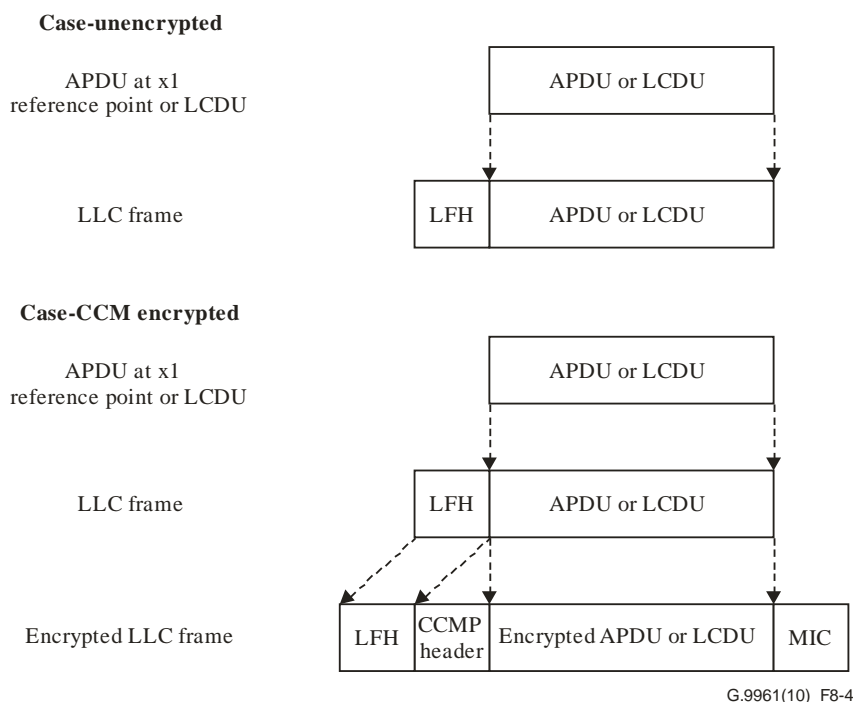 Case-unencrypted
APDU at x1
reference point or LCDU
APDU or LCDU
LLC frame
LFH
APDU or LCDU
Case-CCM encrypted
APDU at x1
reference point or LCDU
APDU or LCDU
LLC frame
LFH
APDU or LCDU
Encrypted LLC frame
LFH
CCMP
header
Encrypted APDU or LCDU
MIC
G.9961(10)_F8-4